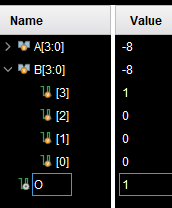 Name Value
A[3:0] -8
B[3:0] -8
[3] 1
[2] 0
[1] 0
[0] 0
O 1